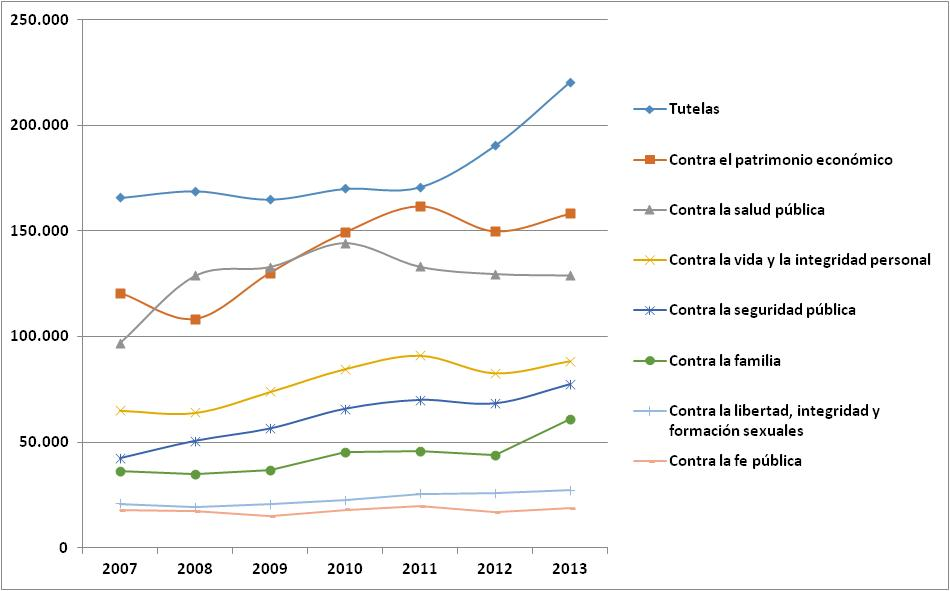 250.000
200.000
150.000
100.000
50.000
0
2007 2008 2009 2010 2011 2012 2013
Tutelas
Contra el patrimonio económico
Contra la salud pública
Contra la vida y la integridad personal
Contra la seguridad pública
Contra la familia
Contra la libertad, integridad y
formación sexuales
Contra la fe pública